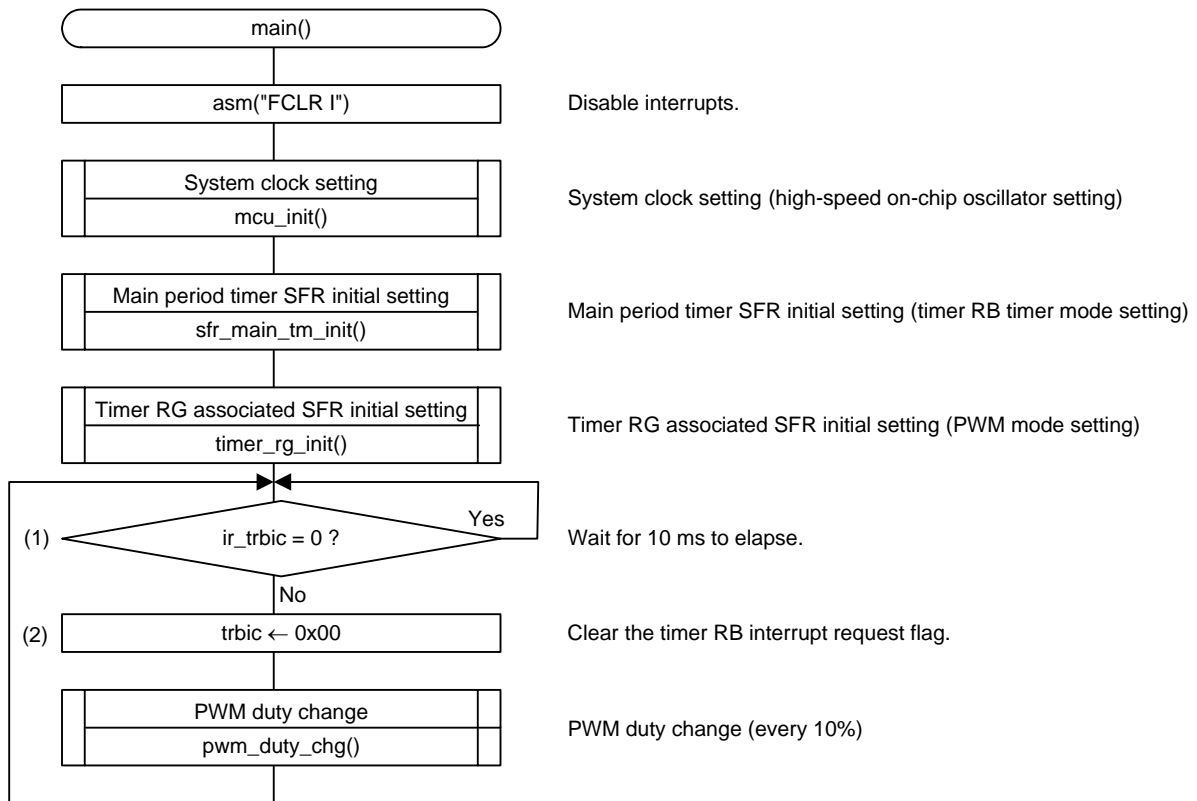 main()
asm("FCLR I")
Disable interrupts.
System clock setting
mcu_init()
System clock setting (high-speed on-chip oscillator setting)
Main period timer SFR initial setting
sfr_main_tm_init()
Main period timer SFR initial setting (timer RB timer mode setting)
Timer RG associated SFR initial setting
timer_rg_init()
Timer RG associated SFR initial setting (PWM mode setting)
(1)
ir_trbic = 0 ?
Yes
Wait for 10 ms to elapse.
No
(2)
trbic ← 0x00
Clear the timer RB interrupt request flag.
PWM duty change
pwm_duty_chg()
PWM duty change (every 10%)